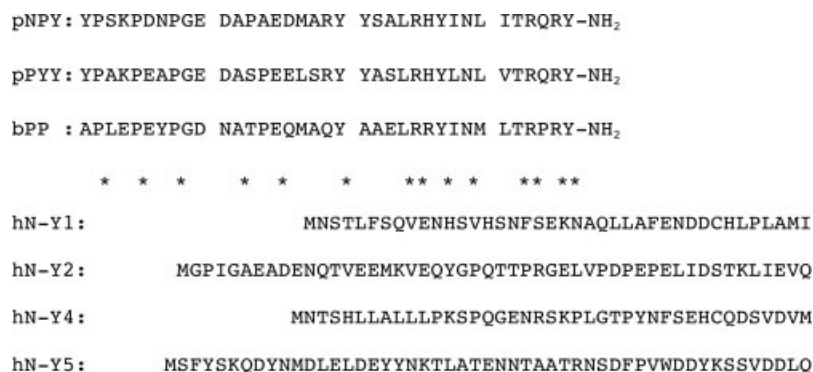 pNPY: YPSKPDNPGE DAPAEDMARY YSALRHYINL ITRQRY-NH₂
pPYY: YPAKPEAPGE DASPEELSRY YASLRHYLNL VTRQRY-NH₂
bPP : APLEPEYPGD NATPEQMAQY AAELRRYINM LTRPRY-NH₂
* * * * * * ** * * ** **
hN-Y1: MNSTLFSQVENHSVHSNFSEKNAQLLAFENDDCHLPLAMI
hN-Y2: MGPIGAEADENQTVEEMKVEQYGPQTTPRGELVPDPEPELIDSTKLIEVQ
hN-Y4: MNTSHLLALLLPKSPQGENRSKPLGTPYNFSEHCQDSVDVM
hN-Y5: MSFYSKQDYNMDLELDEYYNKTLATENNTAATRNSDFPVWDDYKSSVDDLQ